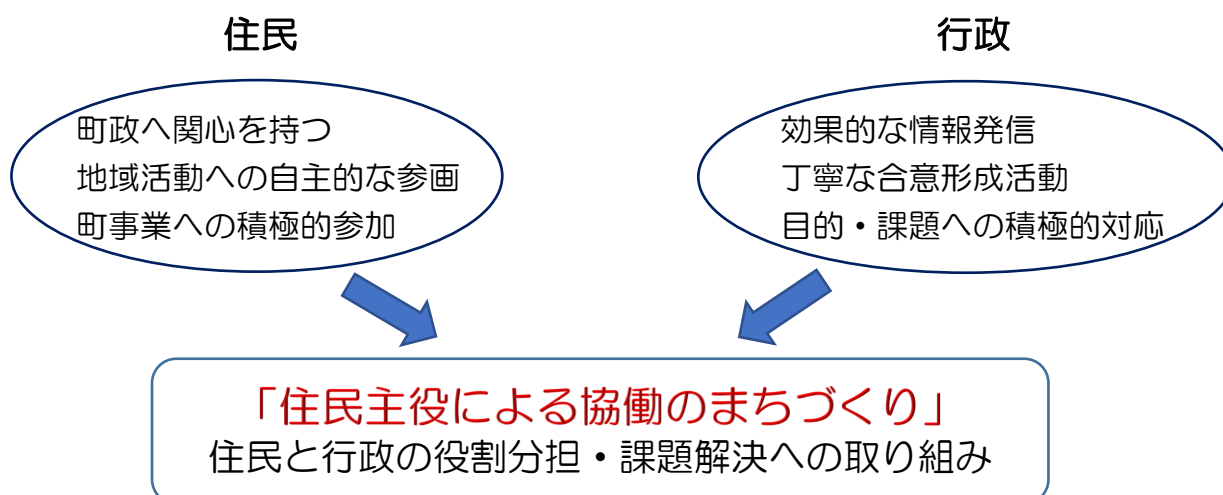 住民
町政へ関心を持つ
地域活動への自主的な参画
町事業への積極的参加
行政
効果的な情報発信
丁寧な合意形成活動
目的・課題への積極的対応
「住民主役による協働のまちづくり」
住民と行政の役割分担・課題解決への取り組み